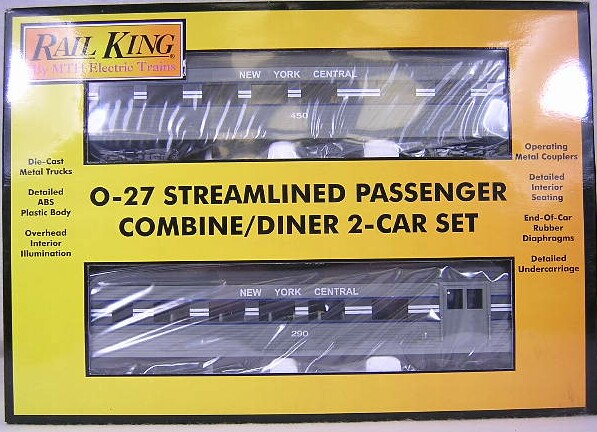 RAIL KING®
By MTH Electric Trains
NEW YORK CENTRAL
450
Die-Cast
Metal Trucks
Detailed
ABS
Plastic Body
Overhead
Interior
Illumination
O-27 STREAMLINED PASSENGER
COMBINE/DINER 2-CAR SET
Operating
Metal Couplers
Detailed
Interior
Seating
End-Of-Car
Rubber
Diaphragms
Detailed
Undercarriage
NEW YORK CENTRAL
290